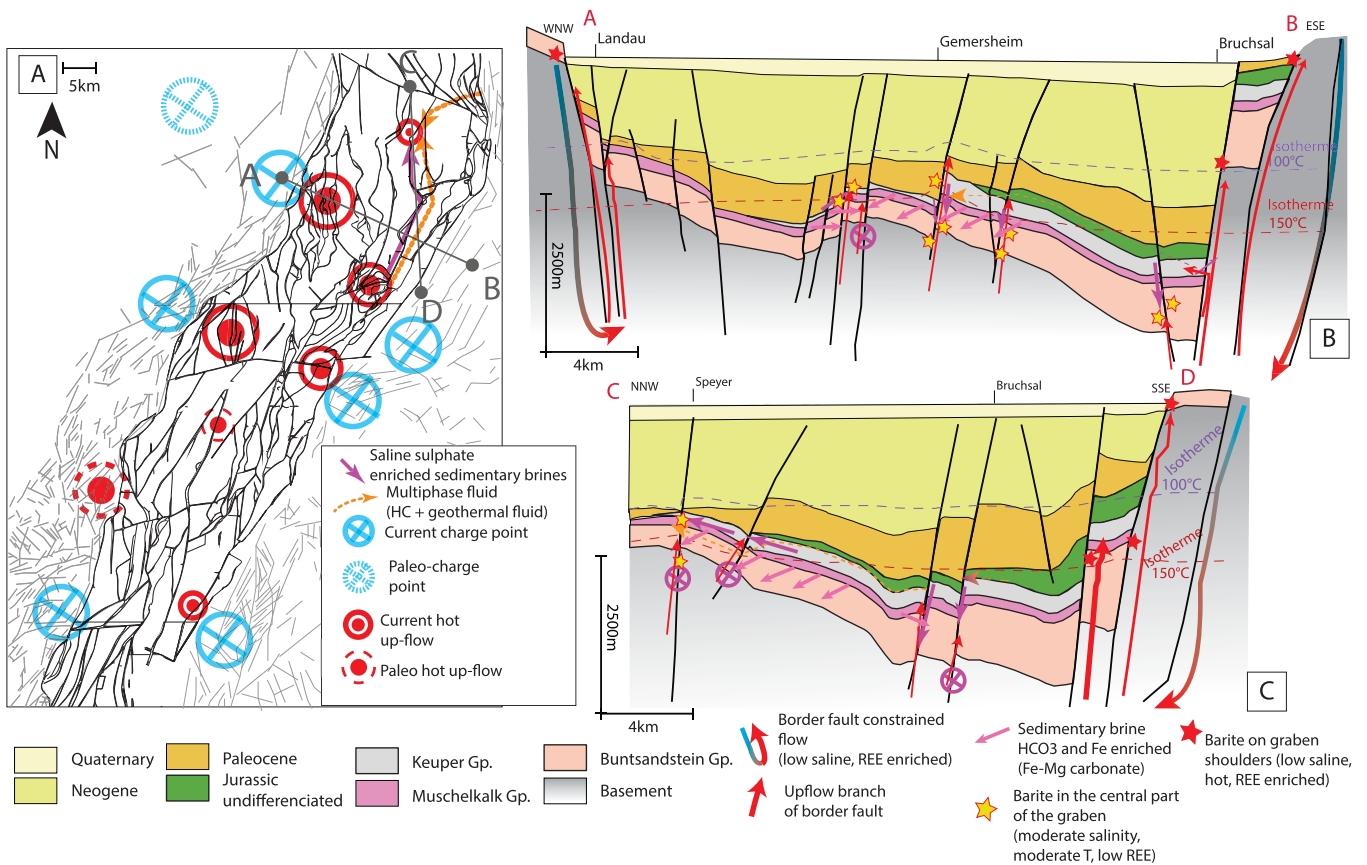 A
5km
N
C
A
B
D
Saline sulphate
enriched sedimentary brines
Multiphase fluid
(HC + geothermal fluid)
Current charge point
Paleo-charge
point
Current hot
up-flow
Paleo hot up-flow
A
WNW
Landau
Gemersheim
Bruchsal
B
ESE
Isotherme
100°C
Isotherme
150°C
2500m
4km
B
C
NNW
Speyer
Bruchsal
SSE
D
Isotherme
100°C
Isotherme
150°C
2500m
4km
C
Quaternary
Neogene
Paleocene
Jurassic
undifferenciated
Keuper Gp.
Muschelkalk Gp.
Buntsandstein Gp.
Basement
Border fault constrained
flow
(low saline, REE enriched)
Upflow branch
of border fault
Sedimentary brine
HCO3 and Fe enriched
(Fe-Mg carbonate)
Barite in the central part
of the graben
(moderate salinity,
moderate T, low REE)
Barite on graben
shoulders (low saline,
hot, REE enriched)